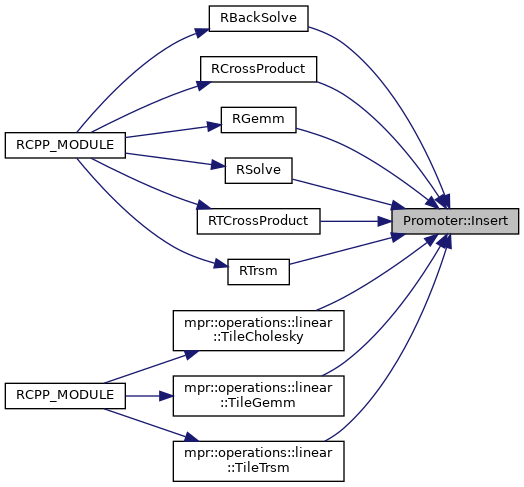 RBackSolve
RCrossProduct
RGemm
RCPP_MODULE
RSolve
RTCrossProduct
Promoter::Insert
RTrsm
mpr::operations::linear
::TileCholesky
RCPP_MODULE
mpr::operations::linear
::TileGemm
mpr::operations::linear
::TileTrsm